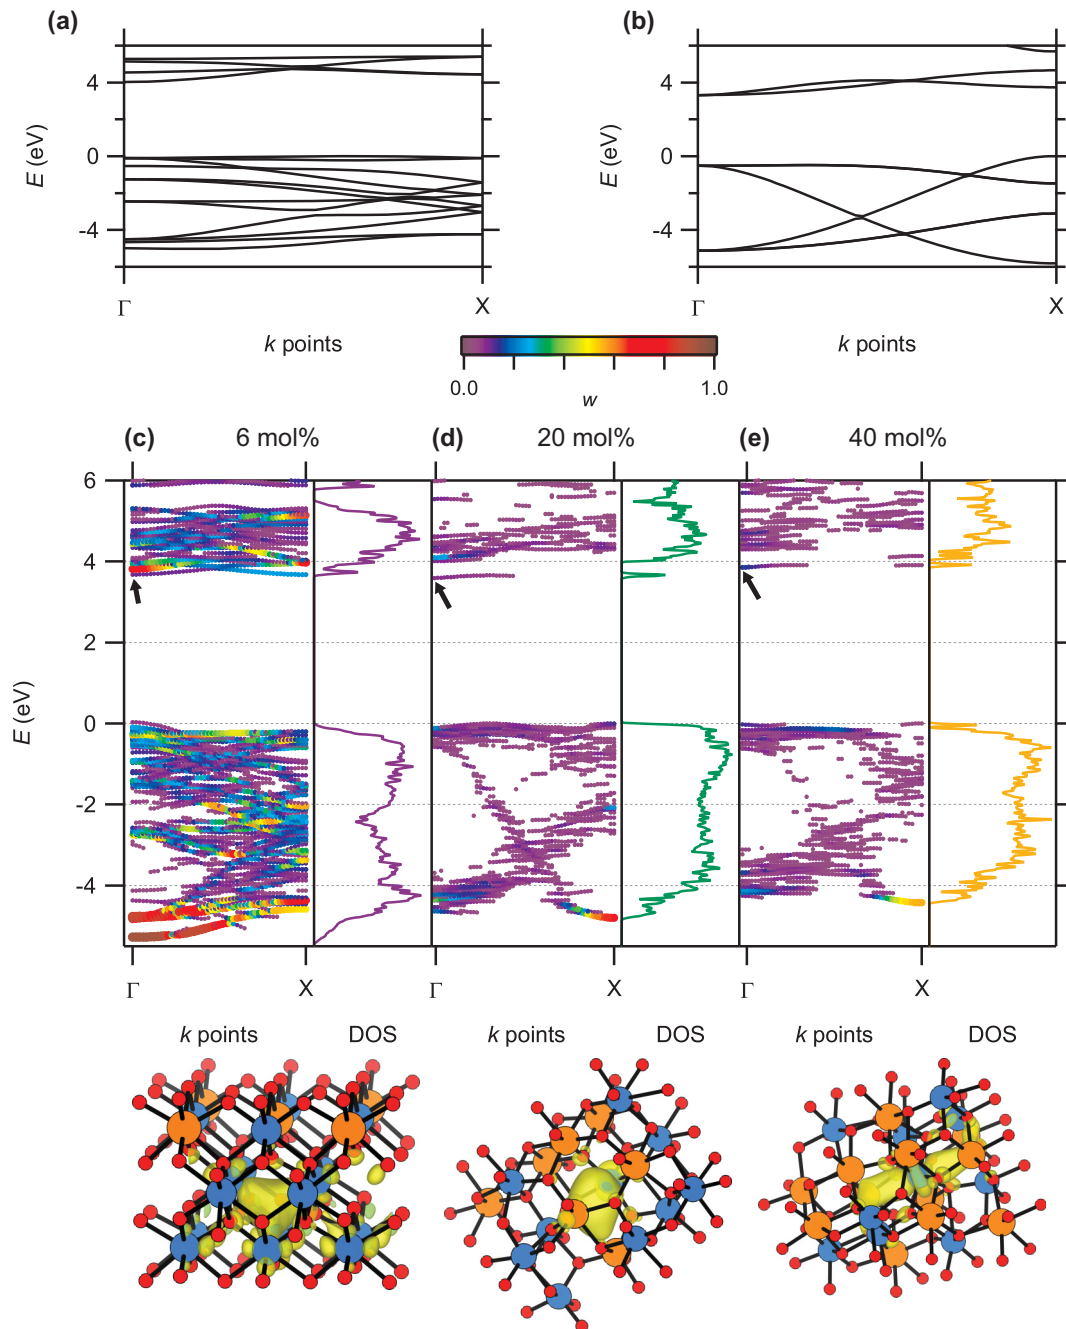 (a)
(b)
4
0
-4
E (eV)
Γ
X
k points
4
0
-4
E (eV)
Γ
X
k points
0.0
1.0
w
(c)
6 mol%
(d)
20 mol%
(e)
40 mol%
6
4
2
0
-2
-4
E (eV)
Γ
X
Γ
X
Γ
X
k points
DOS
k points
DOS
k points
DOS